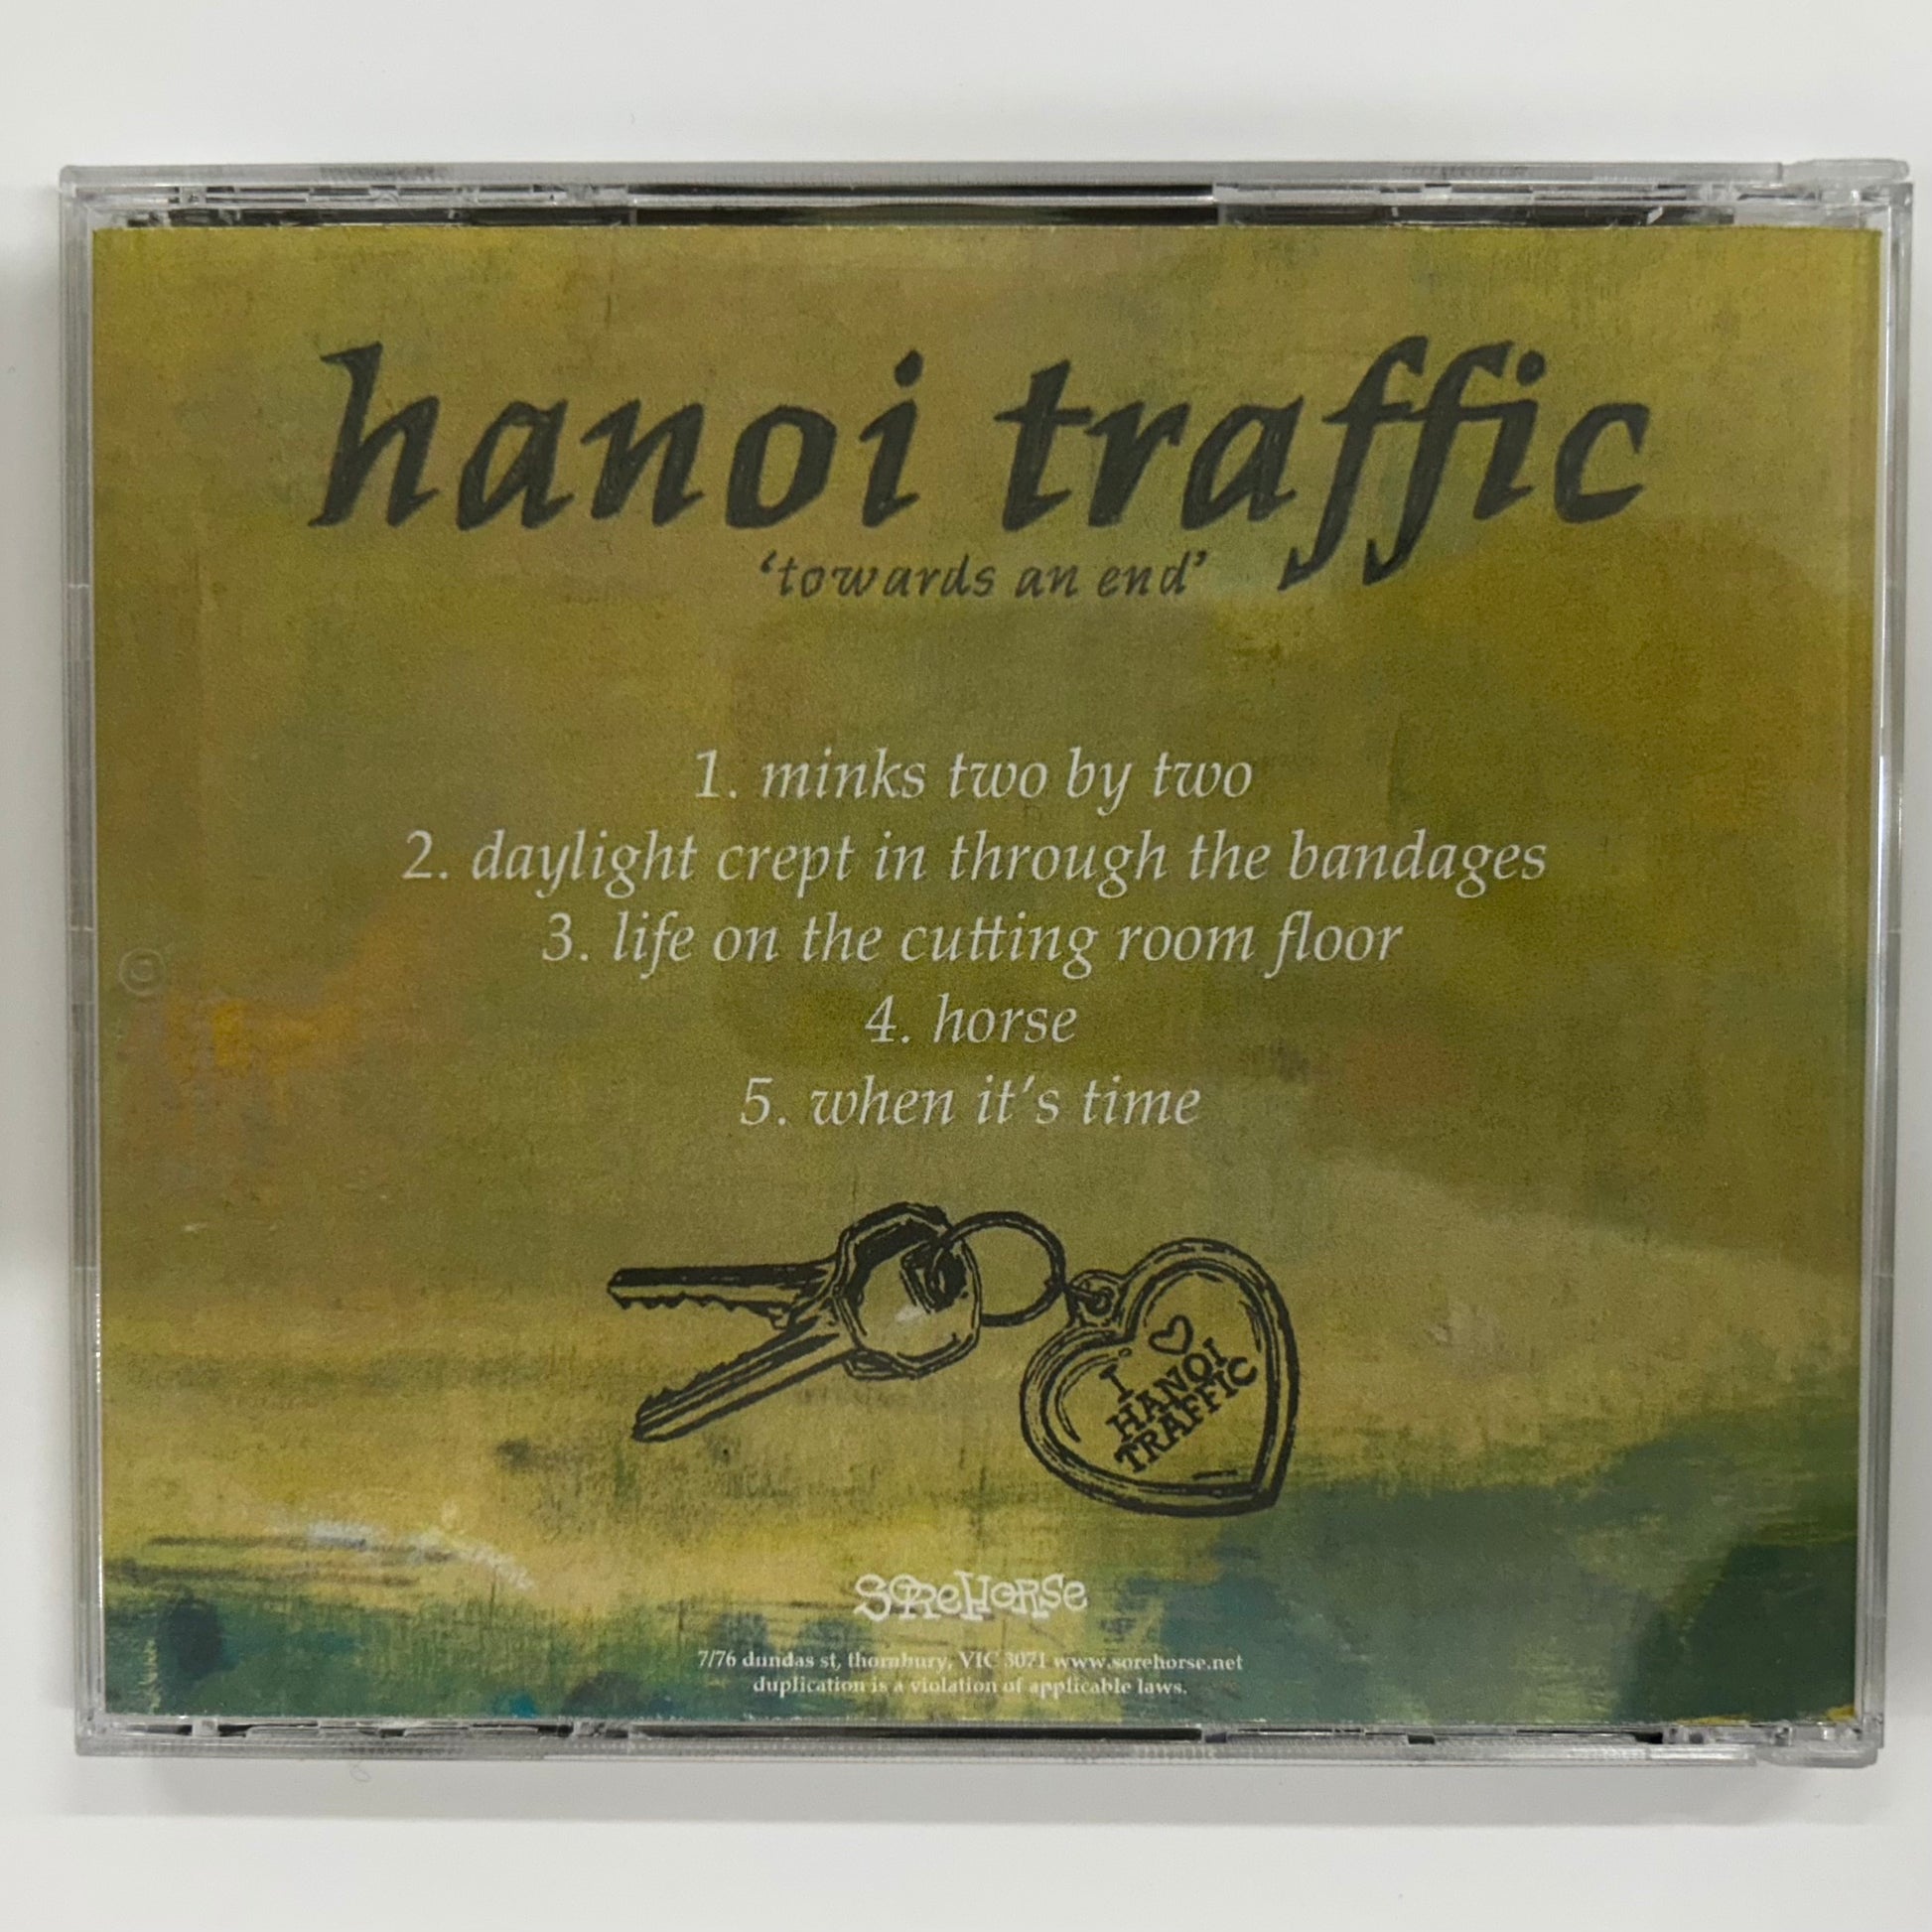 hanoi traffic
‘towards an end’
1. minks two by two
2. daylight crept in through the bandages
3. life on the cutting room floor
4. horse
5. when it's time
I ♡
HANOI
TRAFFIC
SoReHoRSe
7/76 dundas st, thornbury, VIC 3071 www.sorehorse.net
duplication is a violation of applicable laws.